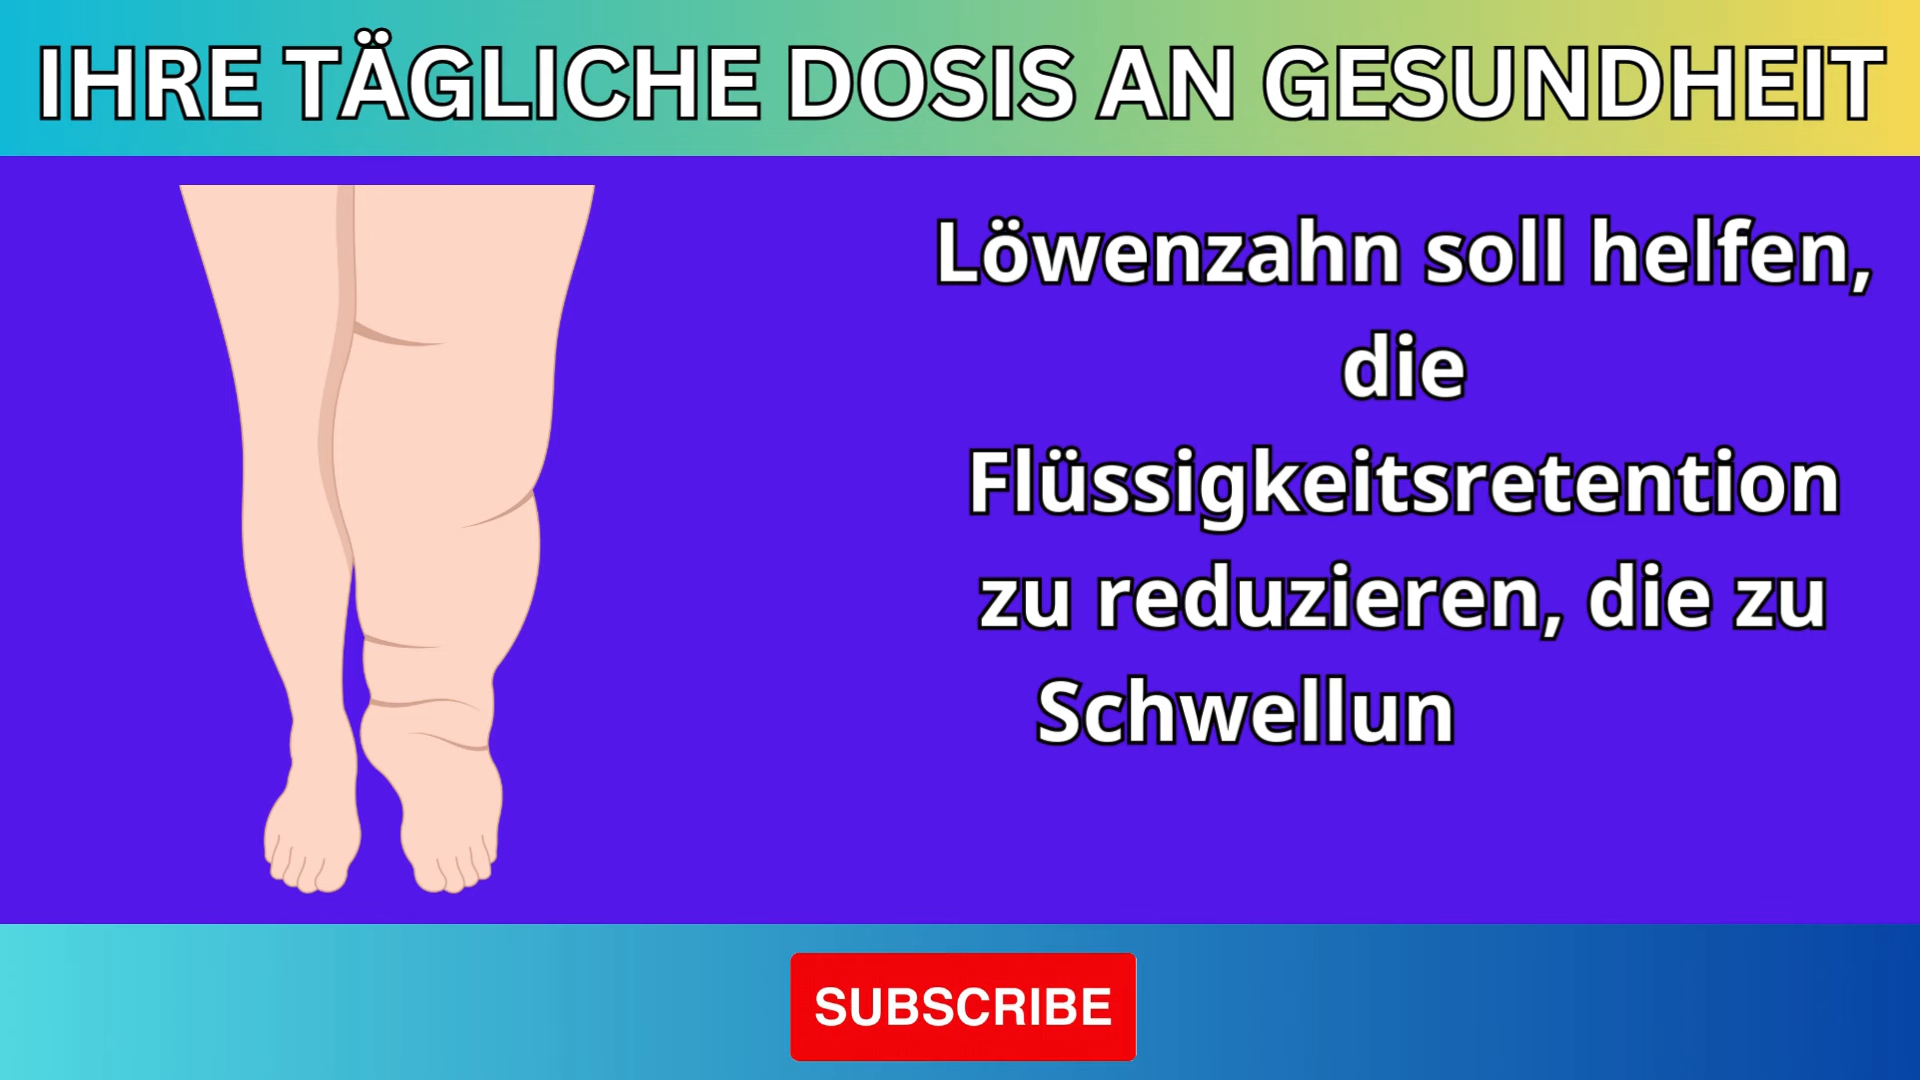 IHRE TÄGLICHE DOSIS AN GESUNDHEIT
Löwenzahn soll helfen,
die
Flüssigkeitsretention
zu reduzieren, die zu
Schwellun
SUBSCRIBE